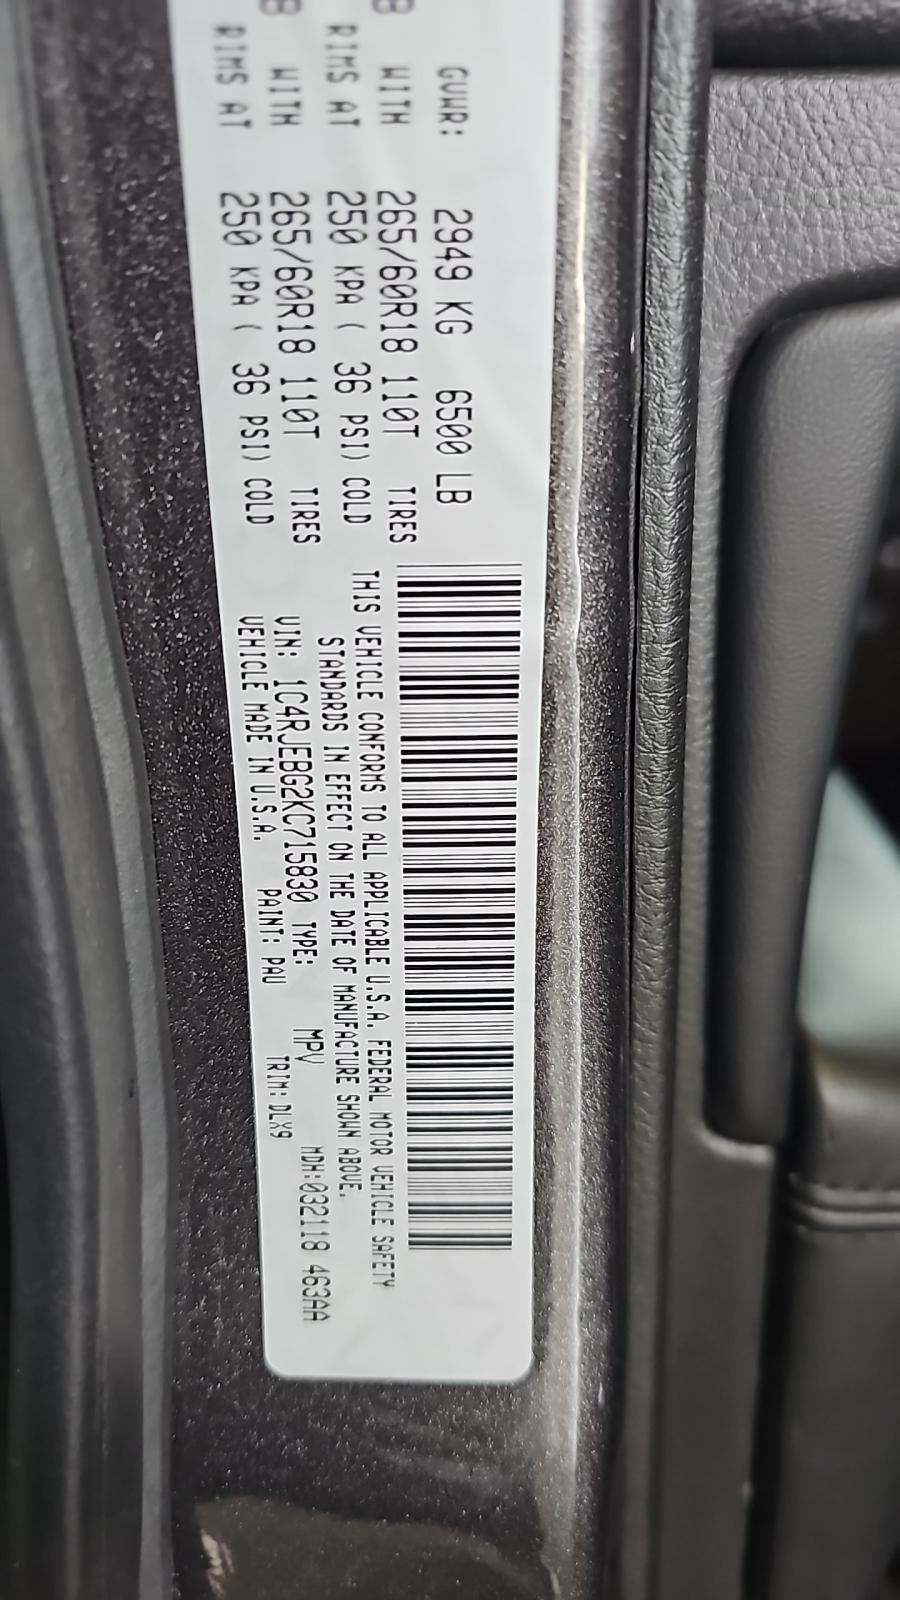 GVWR: 2949 KG 6500 LB
B WITH 265/60R18 110T TIRES
RIMS AT 250 KPA ( 36 PSI) COLD
B WITH 265/60R18 110T TIRES
RIMS AT 250 KPA ( 36 PSI) COLD
THIS VEHICLE CONFORMS TO ALL APPLICABLE U.S.A. FEDERAL MOTOR VEHICLE SAFETY
STANDARDS IN EFFECT ON THE DATE OF MANUFACTURE SHOWN ABOVE.
VIN: 1C4RJEBG2KC715830 TYPE: MPV MDH:032118 463AA
VEHICLE MADE IN U.S.A. PAINT: PAU TRIM: DLX9